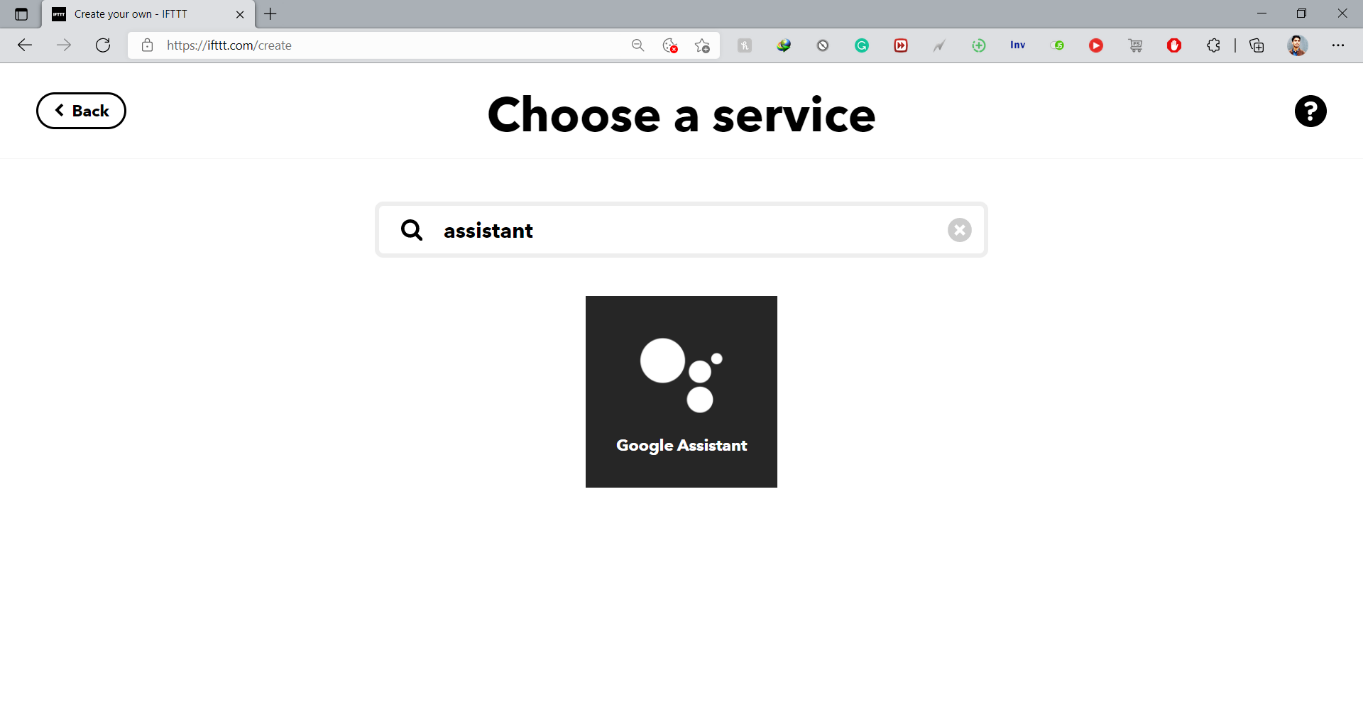 Create your own - IFTTT
https://ifttt.com/create
Inv
Back
Choose a service
?
assistant
Google Assistant